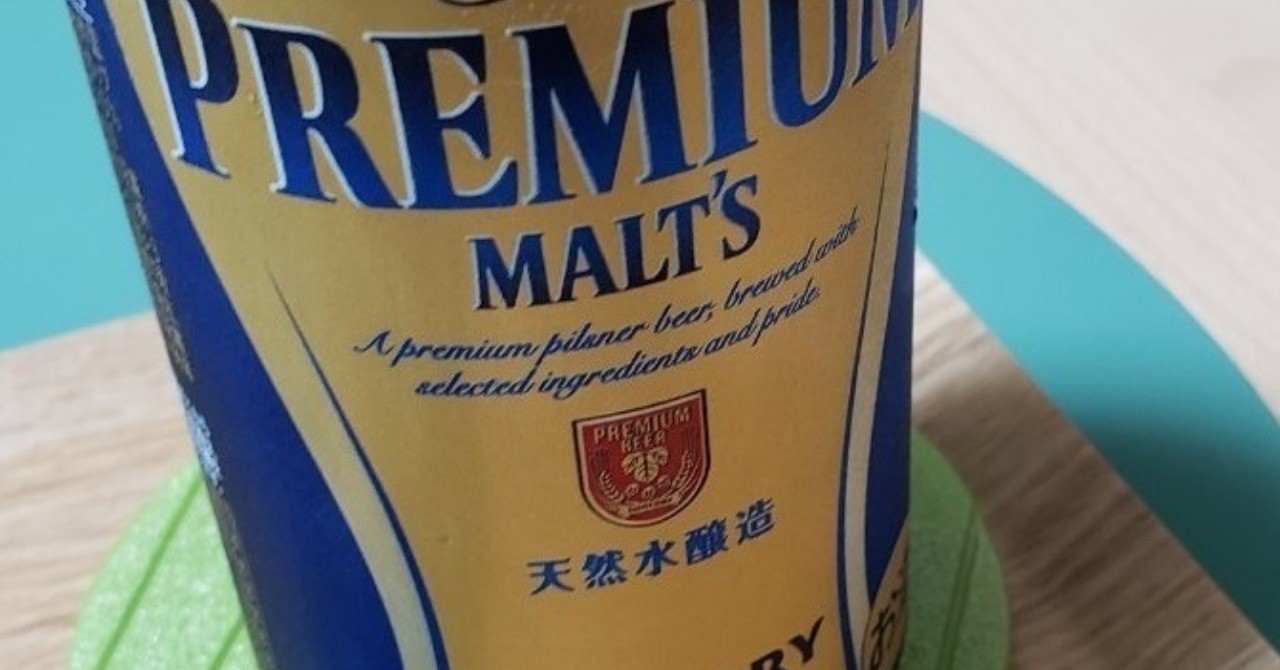 PREMIUM
MALT'S
A premium pilsner beer, brewed with
selected ingredients and pride.
PREMIUM
BEER
天然水醸造